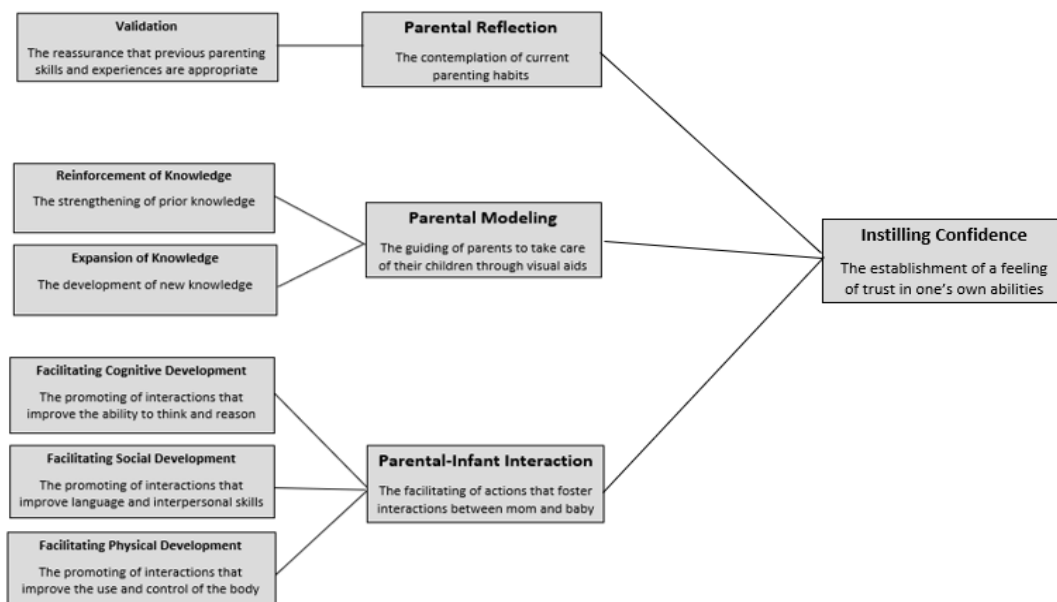 Validation
The reassurance that previous parenting
skills and experiences are appropriate
Parental Reflection
The contemplation of current
parenting habits
Reinforcement of Knowledge
The strengthening of prior knowledge
Expansion of Knowledge
The development of new knowledge
Parental Modeling
The guiding of parents to take care
of their children through visual aids
Facilitating Cognitive Development
The promoting of interactions that
improve the ability to think and reason
Facilitating Social Development
The promoting of interactions that
improve language and interpersonal skills
Facilitating Physical Development
The promoting of interactions that
improve the use and control of the body
Parental-Infant Interaction
The facilitating of actions that foster
interactions between mom and baby
Instilling Confidence
The establishment of a feeling
of trust in one's own abilities